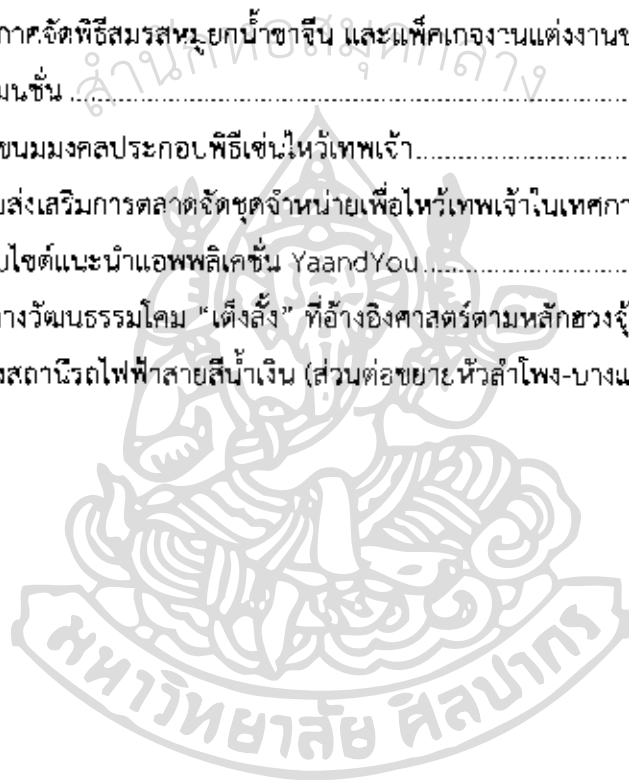 กาศจัดพิธีสมรสหมู่ยกน้ำชาจีน และแพ็คเกจงานแต่งงานข
สำนักหอสมุดกลาง
มนชั่น
ขนมมงคลประกอบพิธีเซ่นไหว้เทพเจ้า
ส่งเสริมการตลาดจัดชุดจำหน่ายเพื่อไหว้เทพเจ้าในเทศกา
บไซต์แนะนำแอพพลิเคชั่น YaandYou
างวัฒนธรรมโคม “เต็งลั้ง” ที่อ้างอิงศาสตร์ตามหลักฮวงจุ้
งสถานีรถไฟฟ้าสายสีน้ำเงิน (ส่วนต่อขยายหัวลำโพง-บางแ
มหาวิทยาลัย ศิลปากร